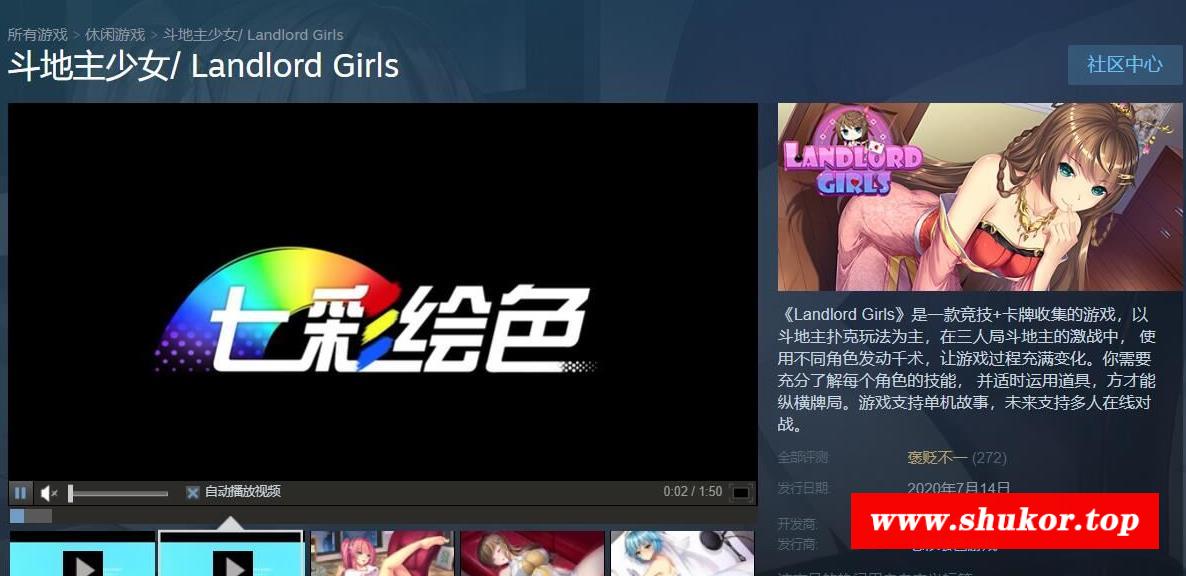 所有游戏 > 休闲游戏 > 斗地主少女/ Landlord Girls
斗地主少女/ Landlord Girls
社区中心
七彩绘色
自动播放视频
0:02 / 1:50
LANDLORD
GIRLS
《Landlord Girls》是一款竞技+卡牌收集的游戏，以
斗地主扑克玩法为主，在三人局斗地主的激战中， 使
用不同角色发动千术，让游戏过程充满变化。你需要
充分了解每个角色的技能， 并适时运用道具，方才能
纵横牌局。游戏支持单机故事，未来支持多人在线对
战。
全部评测: 褒贬不一 (272)
发行日期: 2020年7月14日
开发商:
发行商:
www.shukor.top